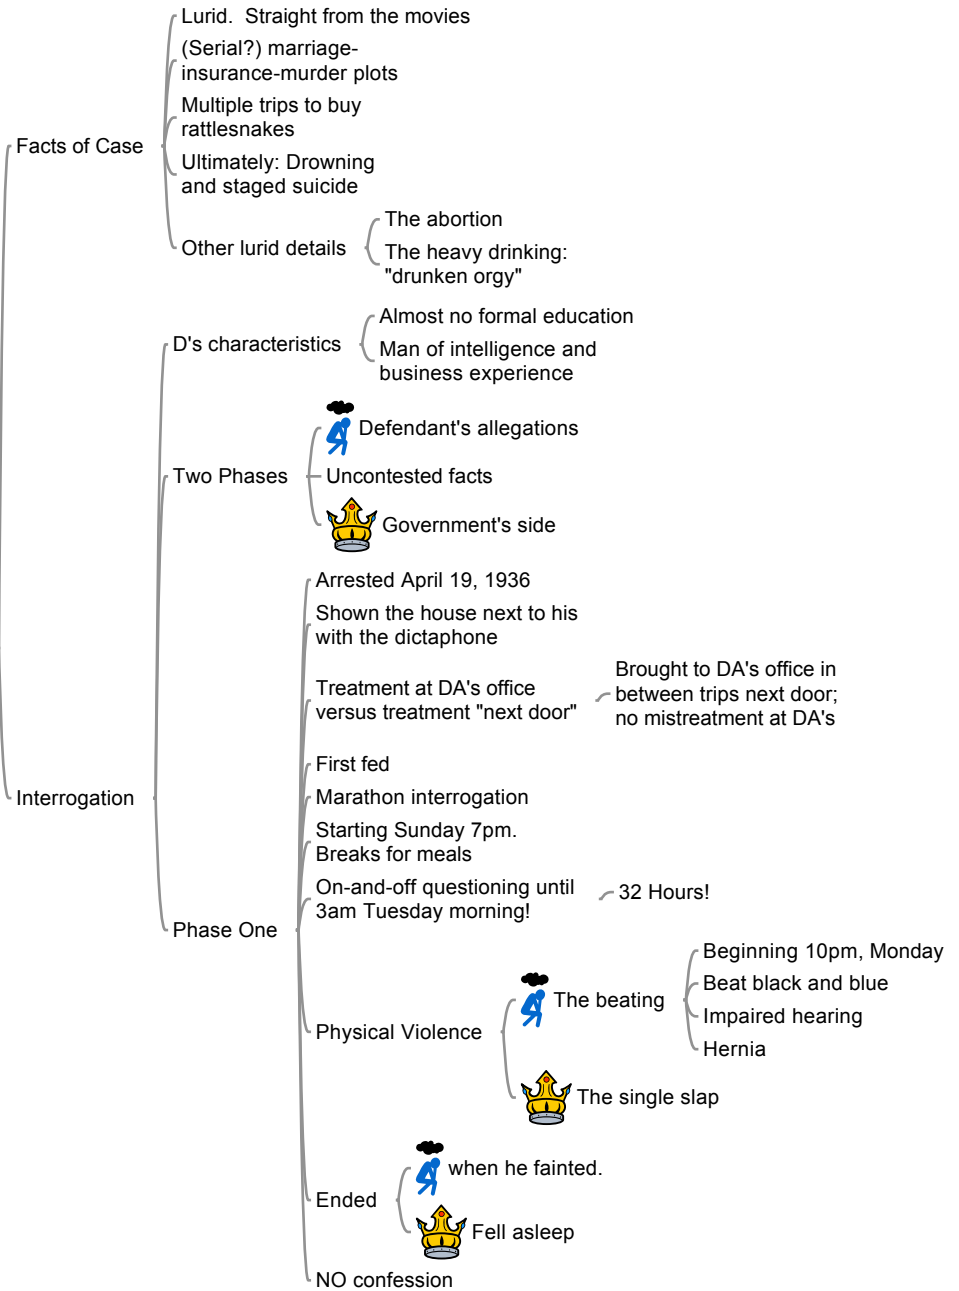 Lurid.  Straight from the movies
(Serial?) marriage-
insurance-murder plots
Multiple trips to buy
rattlesnakes
Facts of Case
Ultimately: Drowning
and staged suicide
The abortion
Other lurid details
The heavy drinking:
"drunken orgy"
Almost no formal education
D's characteristics
Man of intelligence and
business experience
Defendant's allegations
Two Phases
Uncontested facts
Government's side
Arrested April 19, 1936
Shown the house next to his
with the dictaphone
Treatment at DA's office
versus treatment "next door"
Brought to DA's office in
between trips next door;
no mistreatment at DA's
First fed
Interrogation
Marathon interrogation
Starting Sunday 7pm.
Breaks for meals
On-and-off questioning until
3am Tuesday morning!
32 Hours!
Phase One
Physical Violence
The beating
Beginning 10pm, Monday
Beat black and blue
Impaired hearing
Hernia
The single slap
Ended
when he fainted.
Fell asleep
NO confession